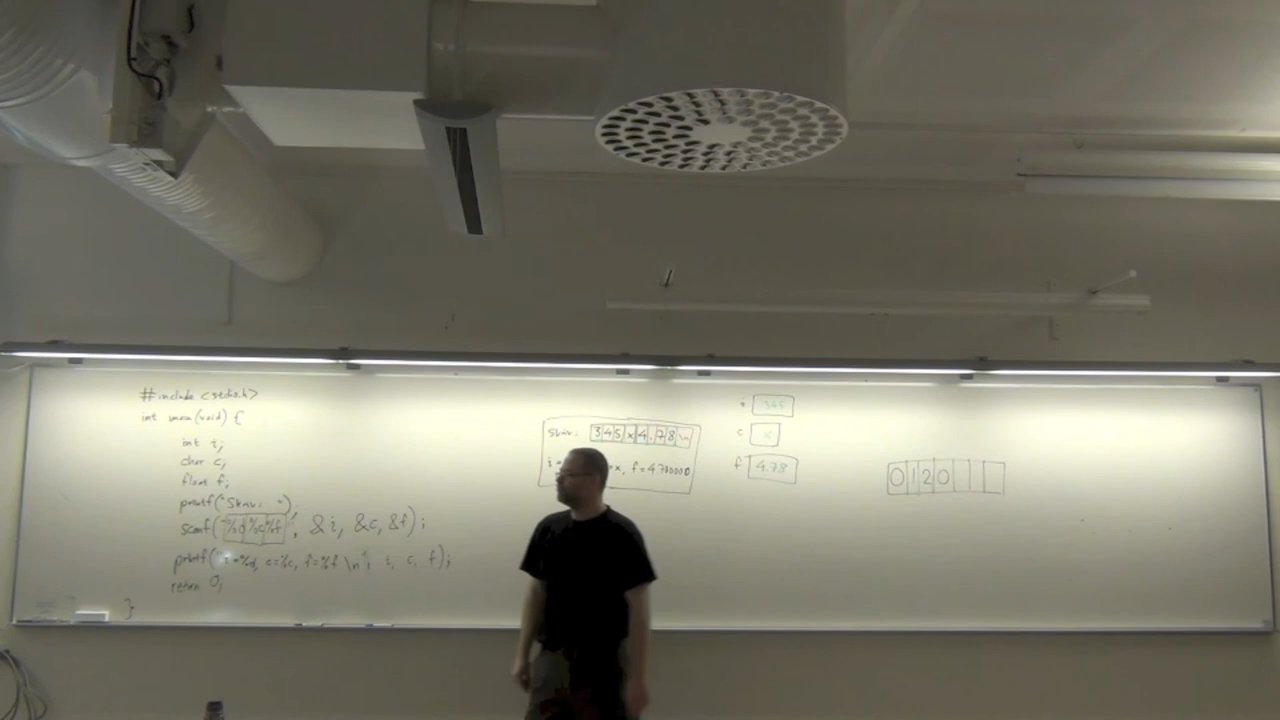 #include <stdio.h>
int main(void) {
int i;
char c;
float f;
printf("Skriv: ");
scanf("%d%c%f", &i, &c, &f);
printf("i=%d, c=%c, f=%f \n", i, c, f);
return 0;
}
Skriv: 345x4.78\n
i = x, f=4.780000
i 345
c x
f 4.78
0120